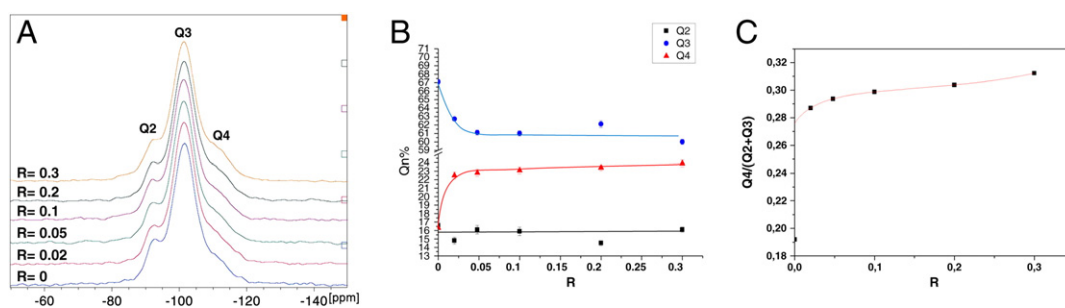 A
Q3
Q2
Q4
R= 0.3
R= 0.2
R= 0.1
R= 0.05
R= 0.02
R= 0
-60
-80
-100
-120
-140
[ppm]
B
Q2
Q3
Q4
71
70
69
68
67
66
65
64
63
62
61
60
59
24
23
22
21
20
19
18
17
16
15
14
13
Qn%
0.0
0.05
0.1
0.15
0.2
0.25
0.3
R
C
0,32
0,30
0,28
0,26
0,22
0,20
0,18
Q4/(Q2+Q3)
0,0
0,1
0,2
0,3
R